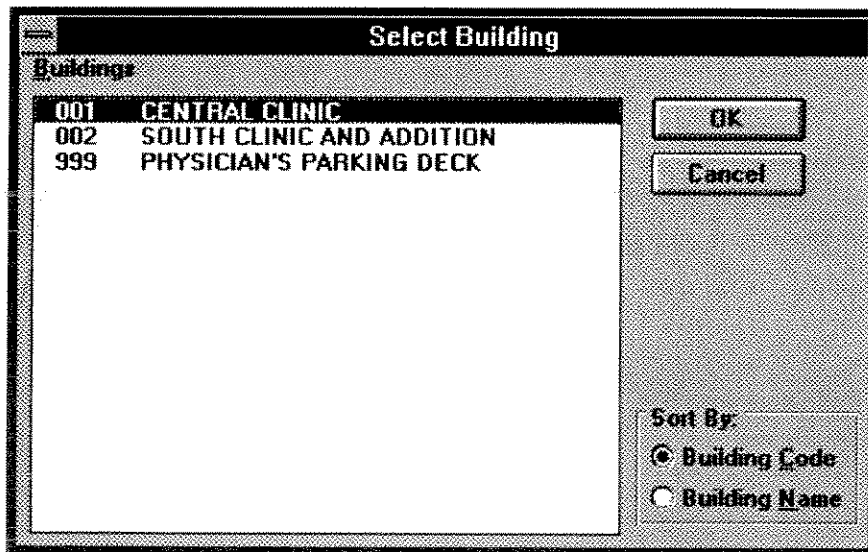 Select Building
Buildings
001 CENTRAL CLINIC
002 SOUTH CLINIC AND ADDITION
999 PHYSICIAN'S PARKING DECK
OK
Cancel
Sort By:
Building Code
Building Name